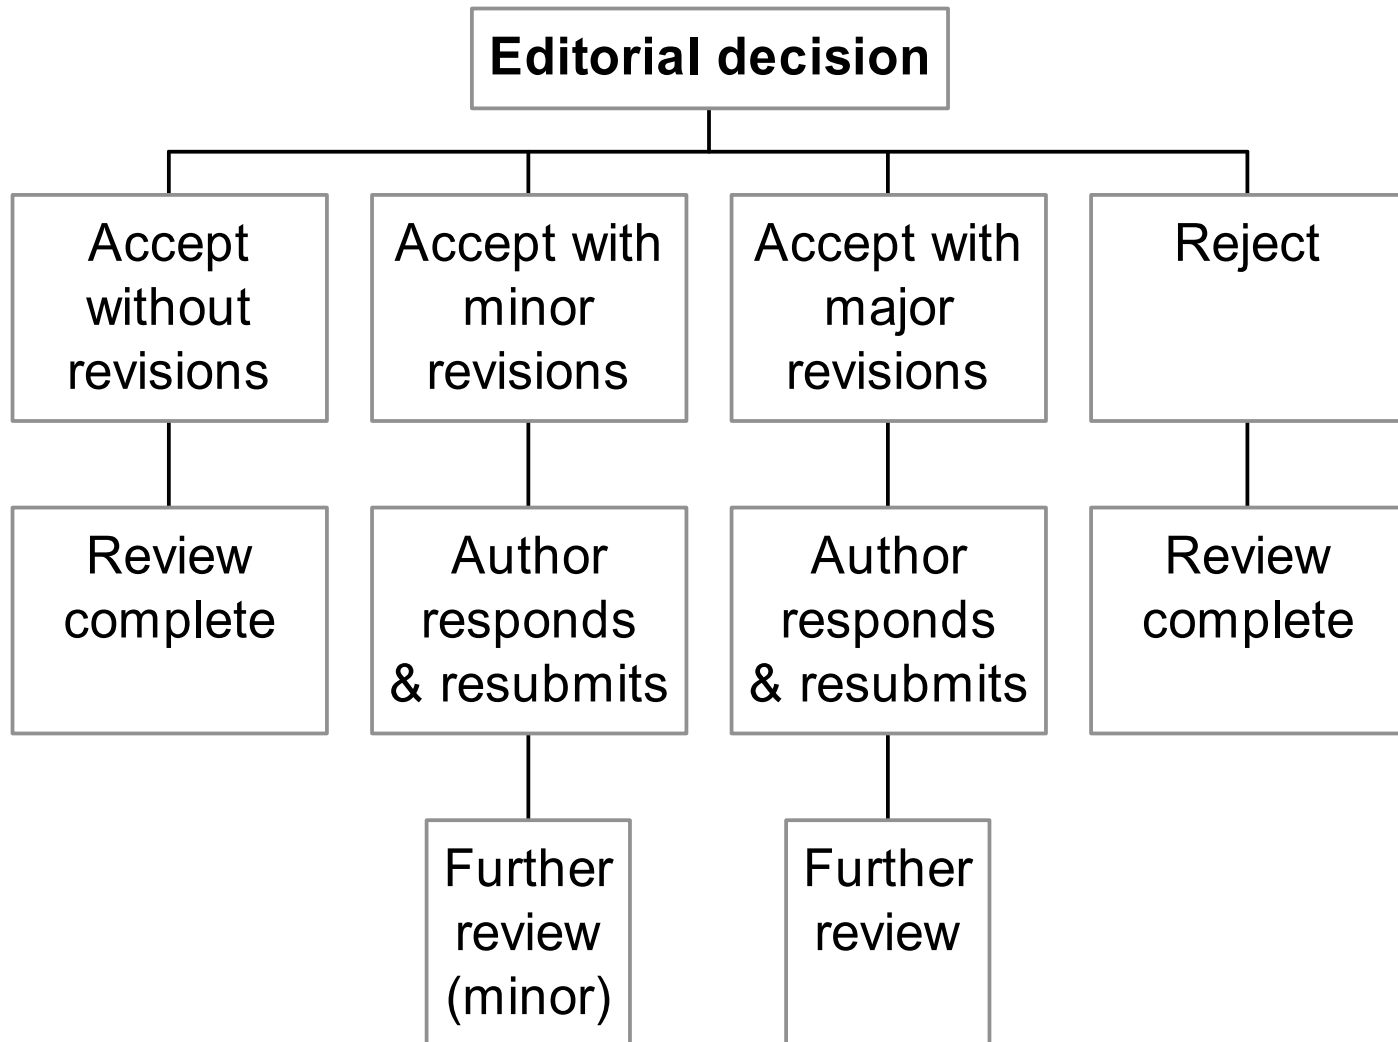 Editorial decision
Accept
without
revisions
Accept with
minor
revisions
Accept with
major
revisions
Reject
Review
complete
Author
responds
& resubmits
Author
responds
& resubmits
Review
complete
Further
review
(minor)
Further
review